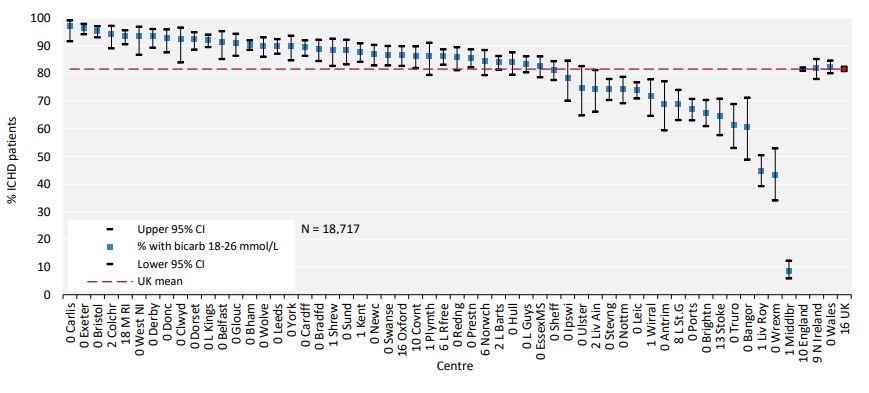 100
90
80
70
60
50
40
30
20
10
0
% ICHD patients
Upper 95% CI
% with bicarb 18-26 mmol/L
Lower 95% CI
UK mean
N = 18,717
0 Carlis
0 Exeter
0 Bristol
2 Colchr
18 M RI
0 West NI
0 Derby
0 Donc
0 Clwyd
0 Dorset
0 L Kings
0 Belfast
0 Glouc
0 Bham
0 Wolve
0 Leeds
0 York
0 Cardff
0 Bradfd
1 Shrew
0 Sund
1 Kent
0 Newc
0 Swanse
16 Oxford
10 Covnt
1 Plymth
6 L Rfree
0 Redng
0 Prestn
6 Norwch
2 L Barts
0 Hull
0 L Guys
0 EssexMS
0 Sheff
0 Ipswi
0 Ulster
2 Liv Ain
0 Stevng
0 Nottm
0 Leic
1 Wirral
0 Antrim
8 L St.G
0 Ports
0 Brightn
13 Stoke
0 Truro
0 Bangor
1 Liv Roy
0 Wrexm
1 Middlbr
10 England
9 N Ireland
0 Wales
16 UK
Centre